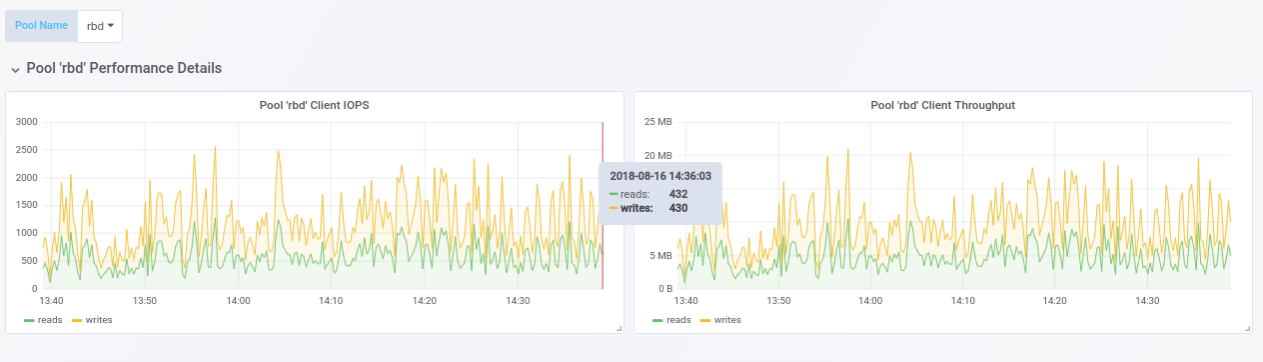 Pool Name rbd
Pool 'rbd' Performance Details
Pool 'rbd' Client IOPS
3000
2500
2000
1500
1000
500
0
13:40 13:50 14:00 14:10 14:20 14:30
reads writes
2018-08-16 14:36:03
reads: 432
writes: 430
Pool 'rbd' Client Throughput
25 MB
20 MB
5 MB
0 B
13:40 13:50 14:00 14:10 14:20 14:30
reads writes